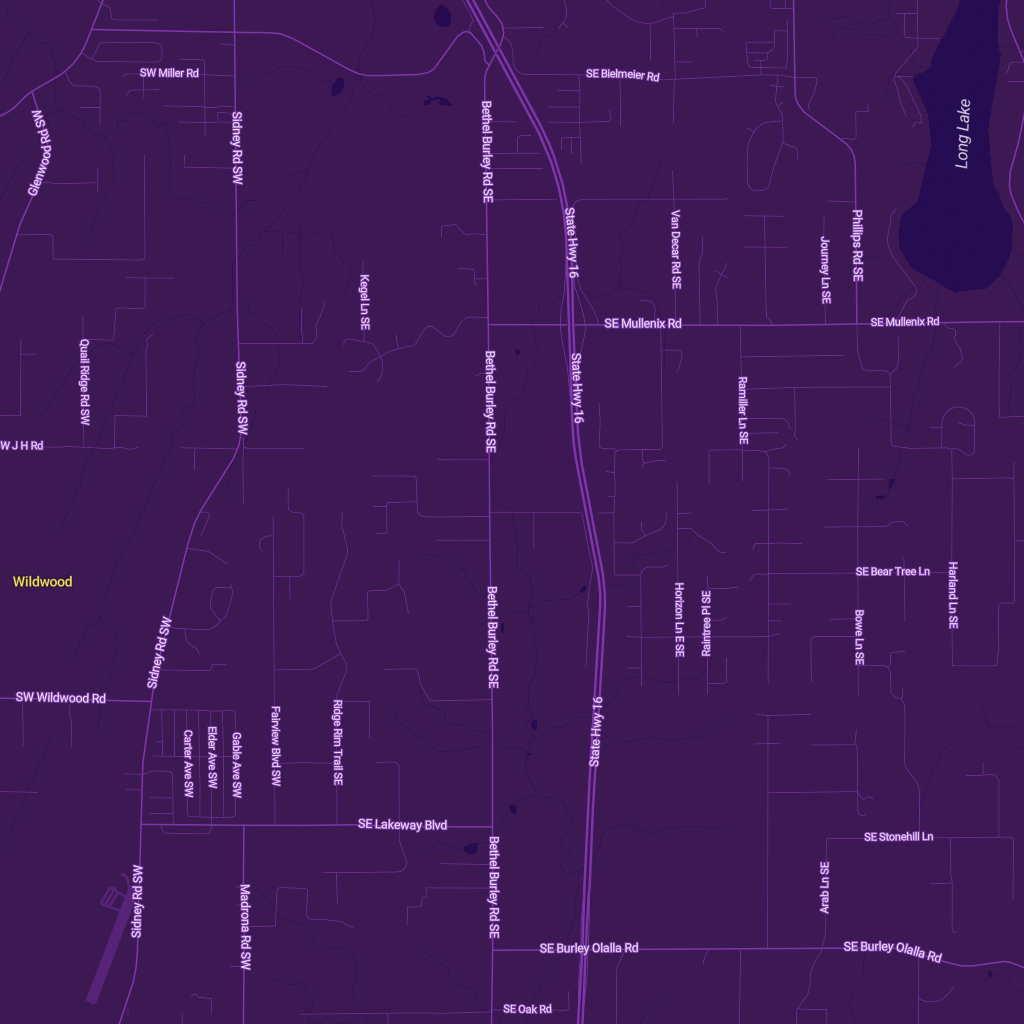 SW Miller Rd
SE Bielmeier Rd
Glenwood Rd SW
Sidney Rd SW
Bethel Burley Rd SE
Long Lake
State Hwy 16
Van Decar Rd SE
Journey Ln SE
Phillips Rd SE
Kegel Ln SE
SE Mullenix Rd
SE Mullenix Rd
Quail Ridge Rd SW
Sidney Rd SW
Bethel Burley Rd SE
State Hwy 16
Ramiller Ln SE
W J H Rd
SE Bear Tree Ln
Harland Ln SE
Wildwood
Bethel Burley Rd SE
Horizon Ln E SE
Raintree Pl SE
Bowe Ln SE
Sidney Rd SW
SW Wildwood Rd
Carter Ave SW
Elder Ave SW
Gable Ave SW
Fairview Blvd SW
Ridge Rim Trail SE
State Hwy 16
SE Lakeway Blvd
SE Stonehill Ln
Bethel Burley Rd SE
Arab Ln SE
Sidney Rd SW
Madrona Rd SW
SE Burley Olalla Rd
SE Burley Olalla Rd
SE Oak Rd